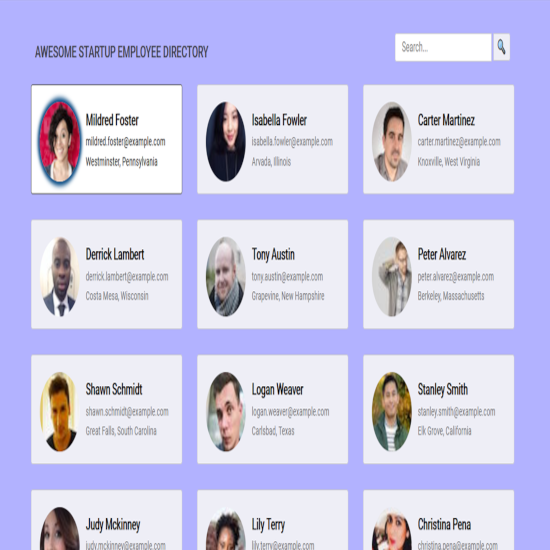 AWESOME STARTUP EMPLOYEE DIRECTORY
Search...
Mildred Foster
mildred.foster@example.com
Westminster, Pennsylvania
Isabella Fowler
isabella.fowler@example.com
Arvada, Illinois
Carter Martinez
carter.martinez@example.com
Knoxville, West Virginia
Derrick Lambert
derrick.lambert@example.com
Costa Mesa, Wisconsin
Tony Austin
tony.austin@example.com
Grapevine, New Hampshire
Peter Alvarez
peter.alvarez@example.com
Berkeley, Massachusetts
Shawn Schmidt
shawn.schmidt@example.com
Great Falls, South Carolina
Logan Weaver
logan.weaver@example.com
Carlsbad, Texas
Stanley Smith
stanley.smith@example.com
Elk Grove, California
Judy Mckinney
judy.mckinney@example.com
Lily Terry
lily.terry@example.com
Christina Pena
christina.pena@example.com